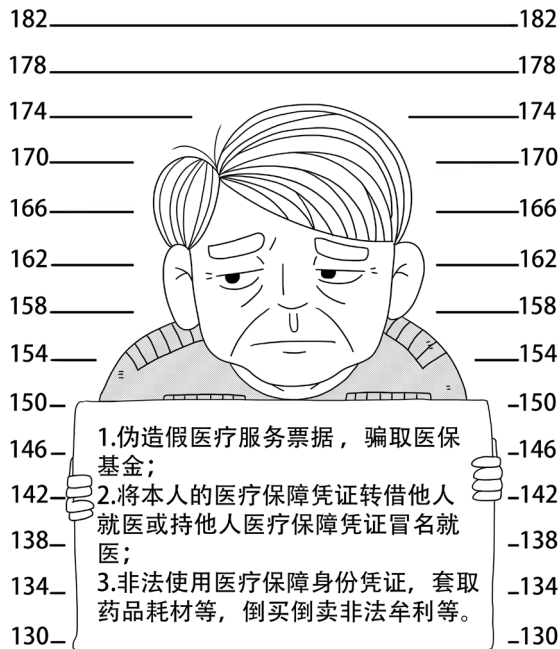 182 182
178 178
174 174
170 170
166 166
162 162
158 158
154 154
150 150
1.伪造假医疗服务票据，骗取医保
146 146
基金；
142 2.将本人的医疗保障凭证转借他人 142
就医或持他人医疗保障凭证冒名就
138 138
医；
134 3.非法使用医疗保障身份凭证，套取 134
药品耗材等，倒买倒卖非法牟利等。
130 130